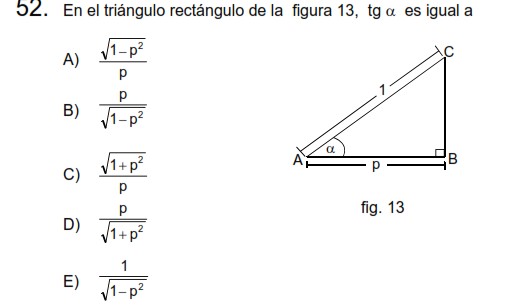 52. En el triángulo rectángulo de la figura 13, tg α es igual a
A) √(1–p²)/p
B) p/√(1–p²)
C) √(1+p²)/p
D) p/√(1+p²)
E) 1/√(1–p²)
C
1
A
α
B
p
fig. 13